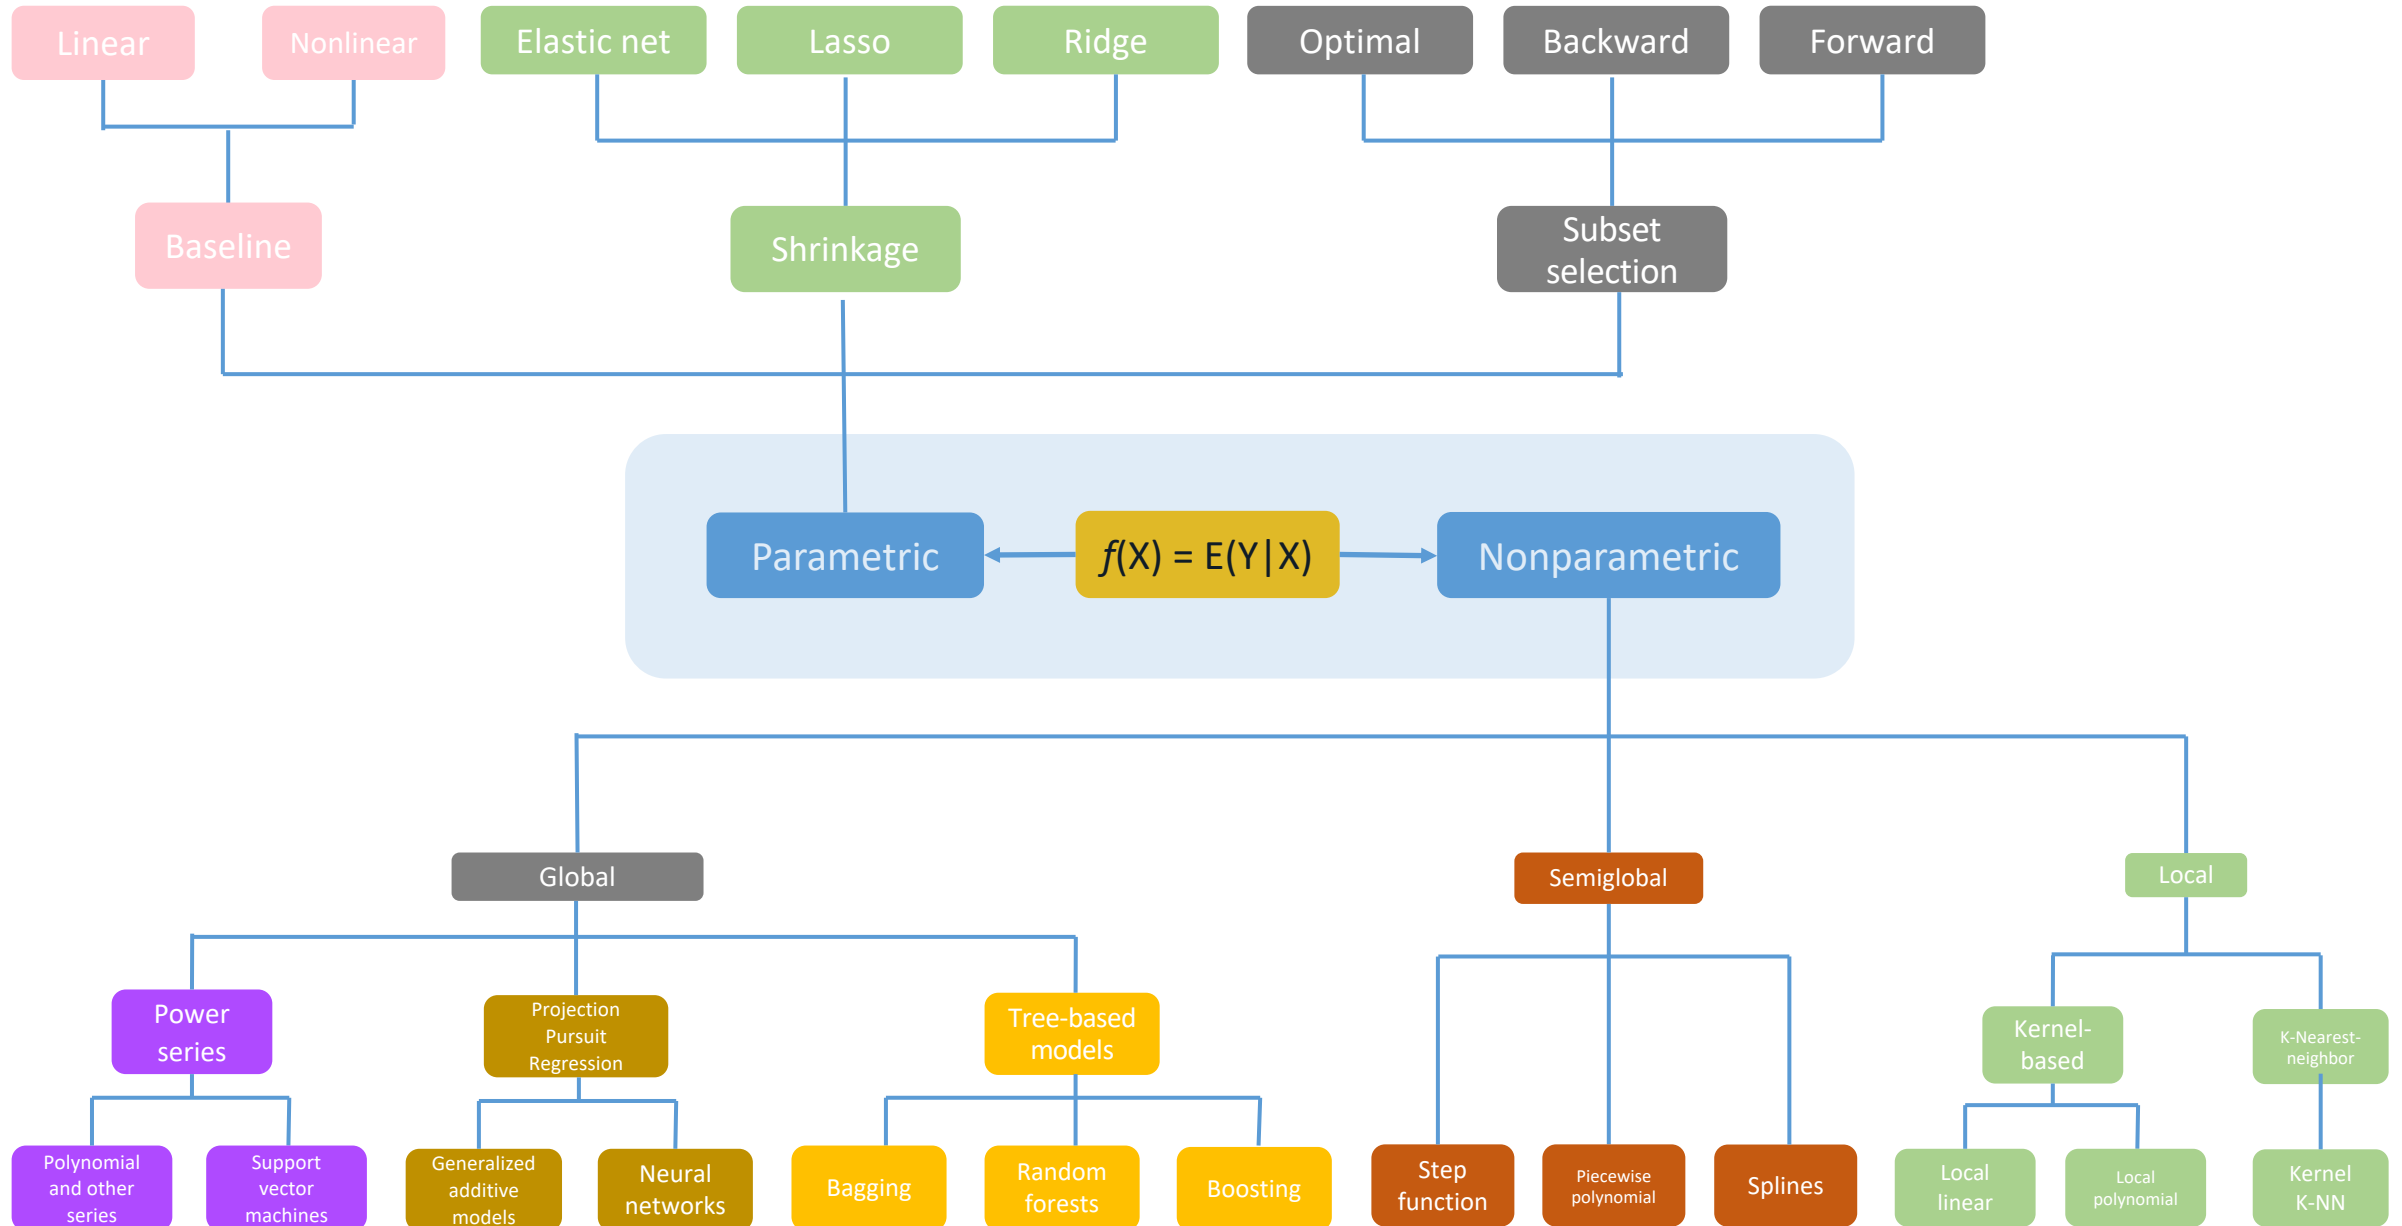 Linear
Nonlinear
Elastic net
Lasso
Ridge
Optimal
Backward
Forward
Baseline
Shrinkage
Subset
selection
Parametric
f(X) = E(Y|X)
Nonparametric
Global
Semiglobal
Local
Power
series
Projection
Pursuit
Regression
Tree-based
models
Kernel-
based
K-Nearest-
neighbor
Polynomial
and other
series
Support
vector
machines
Generalized
additive
models
Neural
networks
Bagging
Random
forests
Boosting
Step
function
Piecewise
polynomial
Splines
Local
linear
Local
polynomial
Kernel
K-NN